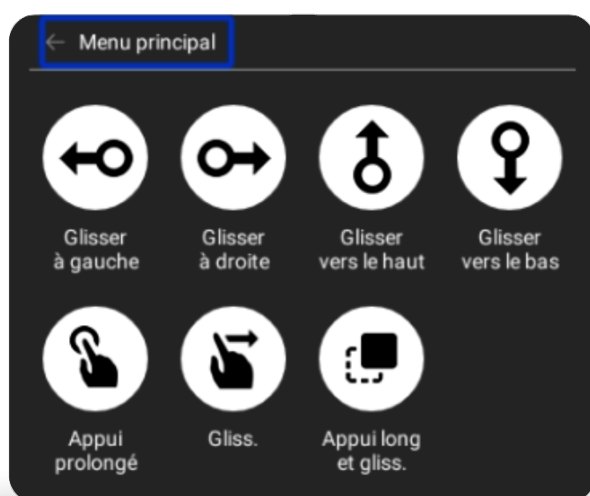 Menu principal
Glisser
à gauche
Glisser
à droite
Glisser
vers le haut
Glisser
vers le bas
Appui
prolongé
Gliss.
Appui long
et gliss.